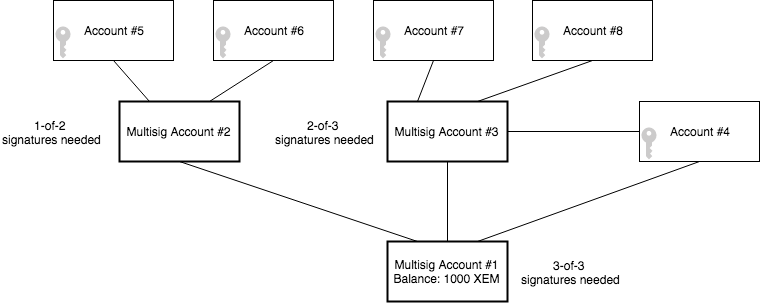 Account #5
Account #6
Account #7
Account #8
1-of-2
signatures needed
Multisig Account #2
2-of-3
signatures needed
Multisig Account #3
Account #4
Multisig Account #1
Balance: 1000 XEM
3-of-3
signatures needed